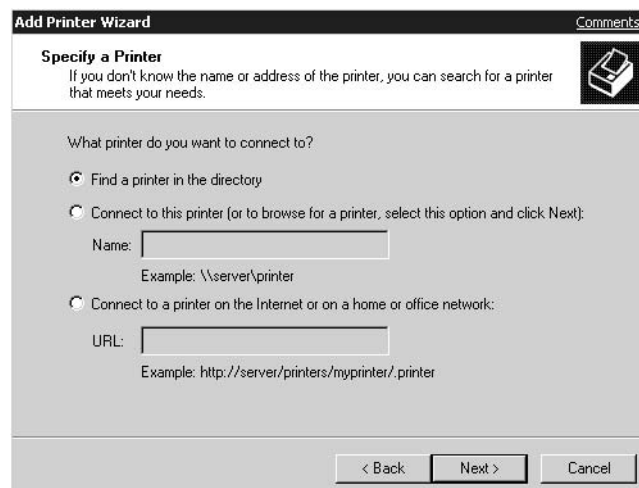 Add Printer Wizard
Comments
Specify a Printer
If you don't know the name or address of the printer, you can search for a printer
that meets your needs.
What printer do you want to connect to?
Find a printer in the directory
Connect to this printer (or to browse for a printer, select this option and click Next):
Name:
Example: \\server\printer
Connect to a printer on the Internet or on a home or office network:
URL:
Example: http://server/printers/myprinter/.printer
< Back
Next >
Cancel